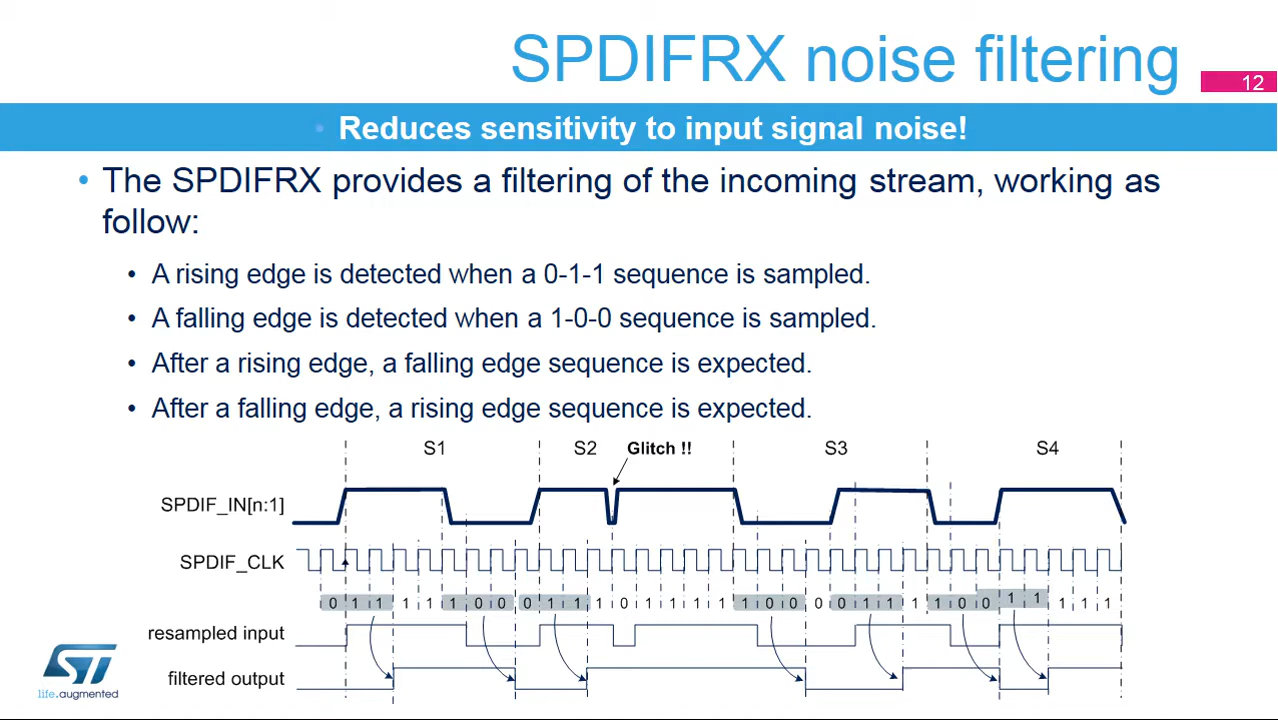 SPDIFRX noise filtering
12
• Reduces sensitivity to input signal noise!
• The SPDIFRX provides a filtering of the incoming stream, working as
follow:
• A rising edge is detected when a 0-1-1 sequence is sampled.
• A falling edge is detected when a 1-0-0 sequence is sampled.
• After a rising edge, a falling edge sequence is expected.
• After a falling edge, a rising edge sequence is expected.
S1 S2 Glitch !! S3 S4
SPDIF_IN[n:1]
SPDIF_CLK
0 1 1 1 1 1 0 0 0 1 1 1 0 1 1 1 1 1 0 0 0 0 1 1 1 1 0 0 1 1 1 1 1
resampled input
filtered output
ST
life.augmented